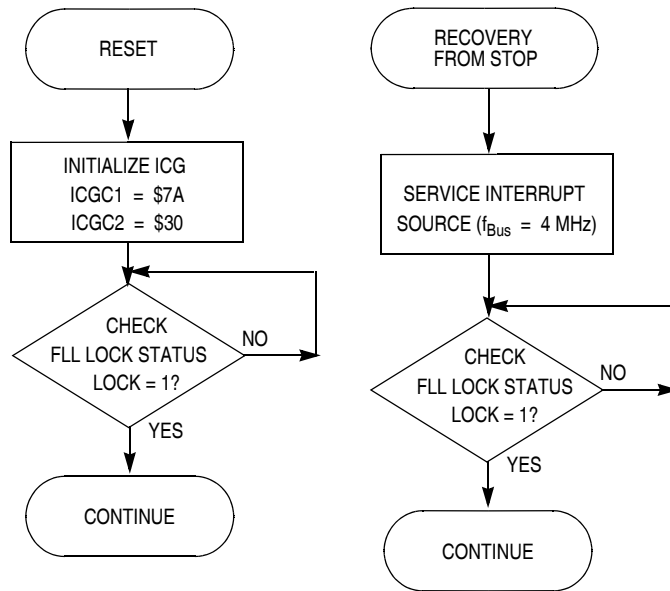 RESET
INITIALIZE ICG
ICGC1 = $7A
ICGC2 = $30
CHECK
FLL LOCK STATUS
LOCK = 1?
NO
YES
CONTINUE
RECOVERY
FROM STOP
SERVICE INTERRUPT
SOURCE (fBus = 4 MHz)
CHECK
FLL LOCK STATUS
LOCK = 1?
NO
YES
CONTINUE